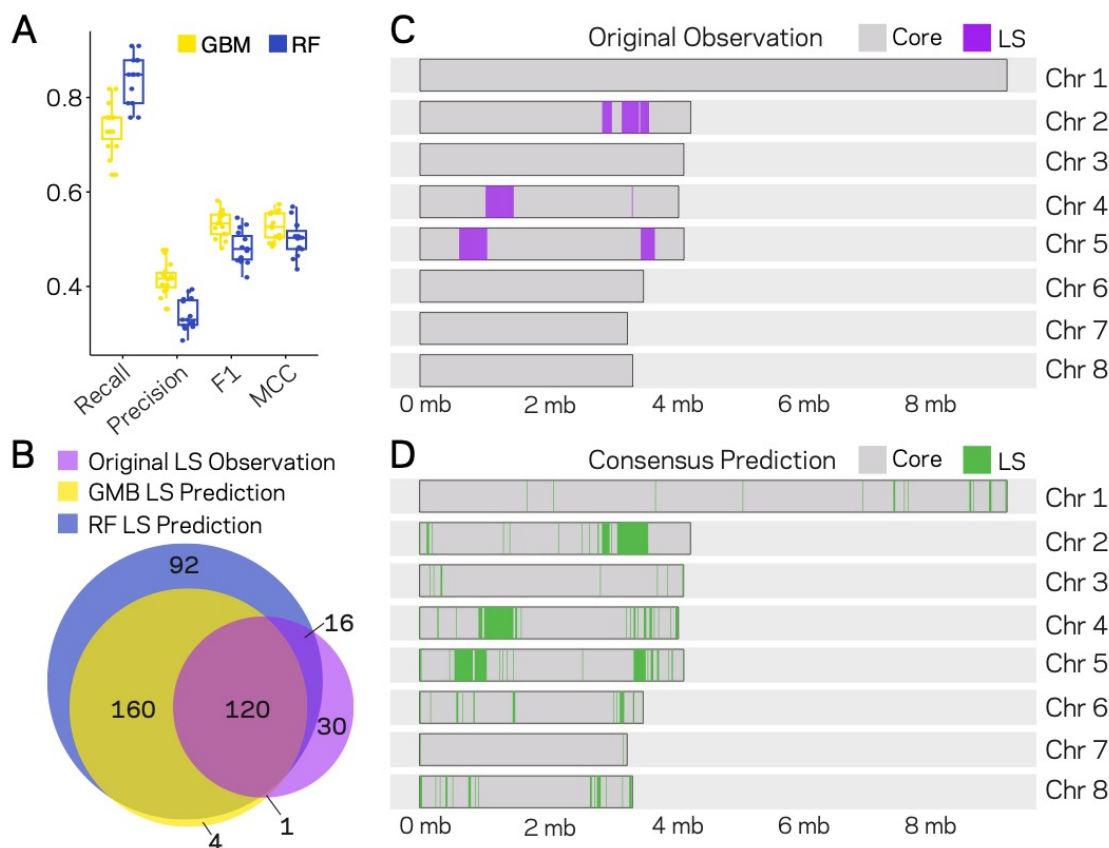 A
GBM RF
0.8
0.6
0.4
Recall
Precision
F1
MCC
B
Original LS Observation
GMB LS Prediction
RF LS Prediction
92
16
160
120
30
1
4
C
Original Observation Core LS
Chr 1
Chr 2
Chr 3
Chr 4
Chr 5
Chr 6
Chr 7
Chr 8
0 mb 2 mb 4 mb 6 mb 8 mb
D
Consensus Prediction Core LS
Chr 1
Chr 2
Chr 3
Chr 4
Chr 5
Chr 6
Chr 7
Chr 8
0 mb 2 mb 4 mb 6 mb 8 mb